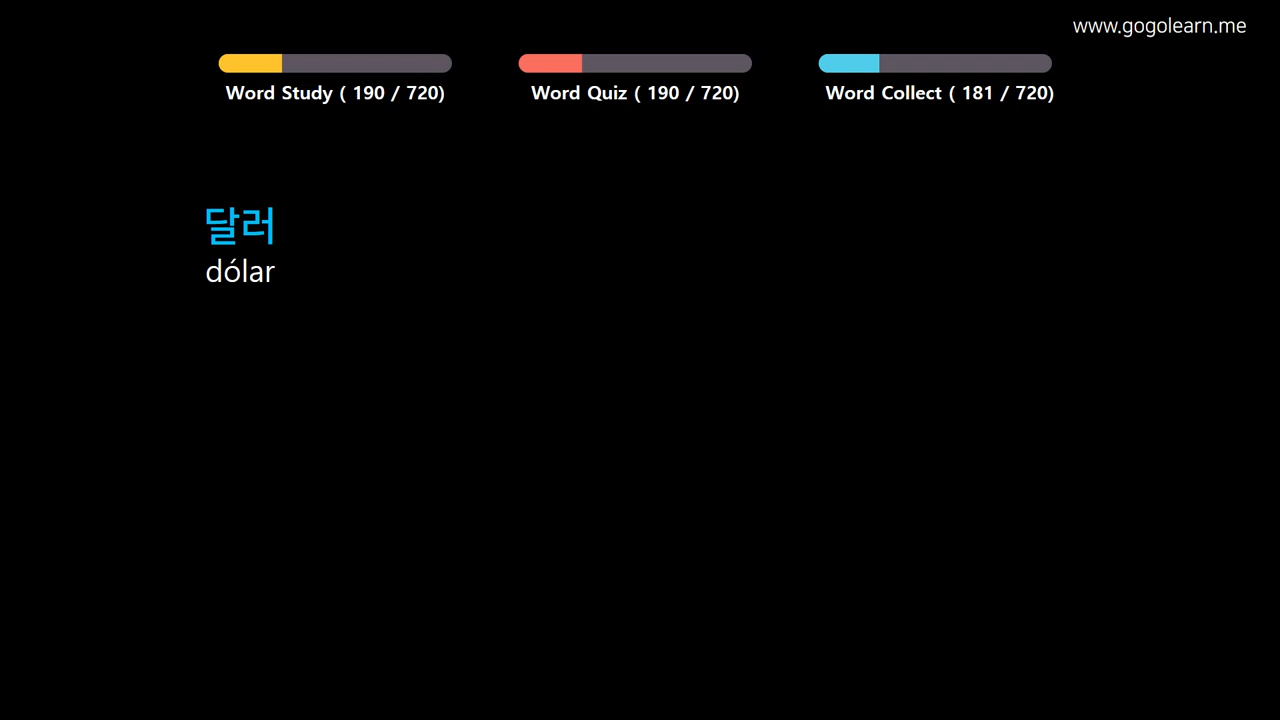 www.gogolearn.me
Word Study ( 190 / 720)
Word Quiz ( 190 / 720)
Word Collect ( 181 / 720)
달러
dólar